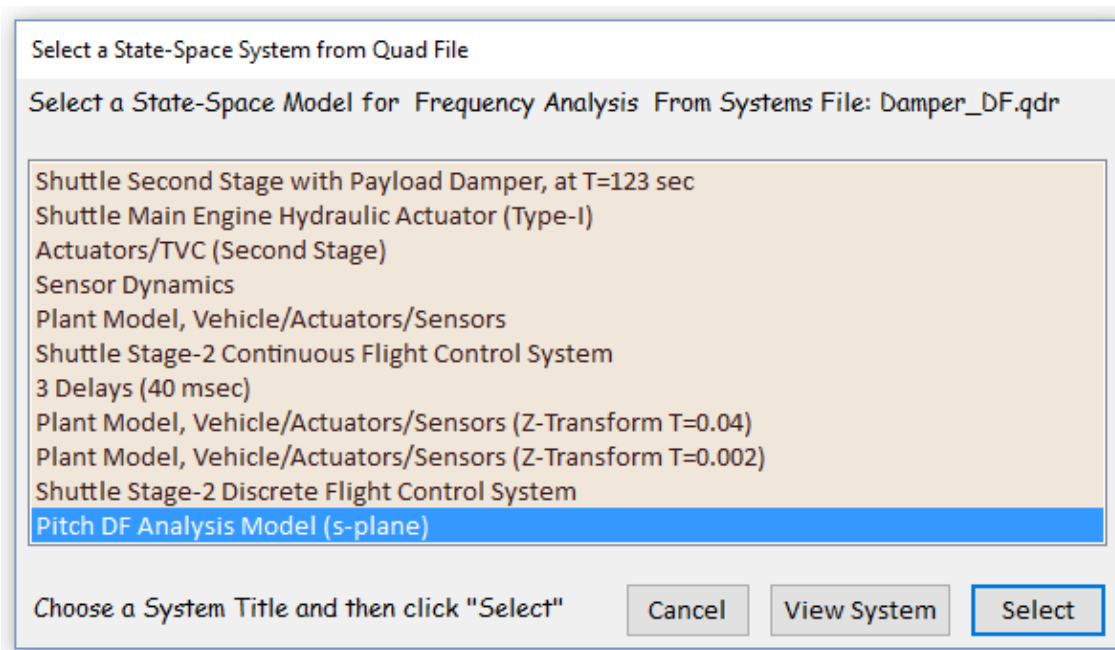 Select a State-Space System from Quad File
Select a State-Space Model for Frequency Analysis From Systems File: Damper_DF.qdr
Shuttle Second Stage with Payload Damper, at T=123 sec
Shuttle Main Engine Hydraulic Actuator (Type-I)
Actuators/TVC (Second Stage)
Sensor Dynamics
Plant Model, Vehicle/Actuators/Sensors
Shuttle Stage-2 Continuous Flight Control System
3 Delays (40 msec)
Plant Model, Vehicle/Actuators/Sensors (Z-Transform T=0.04)
Plant Model, Vehicle/Actuators/Sensors (Z-Transform T=0.002)
Shuttle Stage-2 Discrete Flight Control System
Pitch DF Analysis Model (s-plane)
Choose a System Title and then click "Select" Cancel View System Select